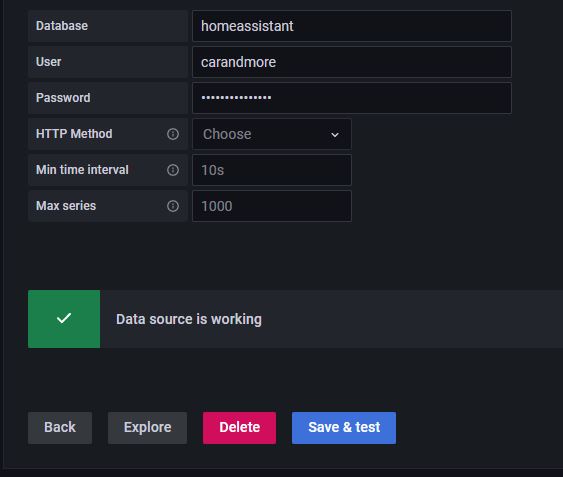 Database homeassistant
User carandmore
Password •••••••••••••••
HTTP Method Choose
Min time interval 10s
Max series 1000
Data source is working
Back Explore Delete Save & test